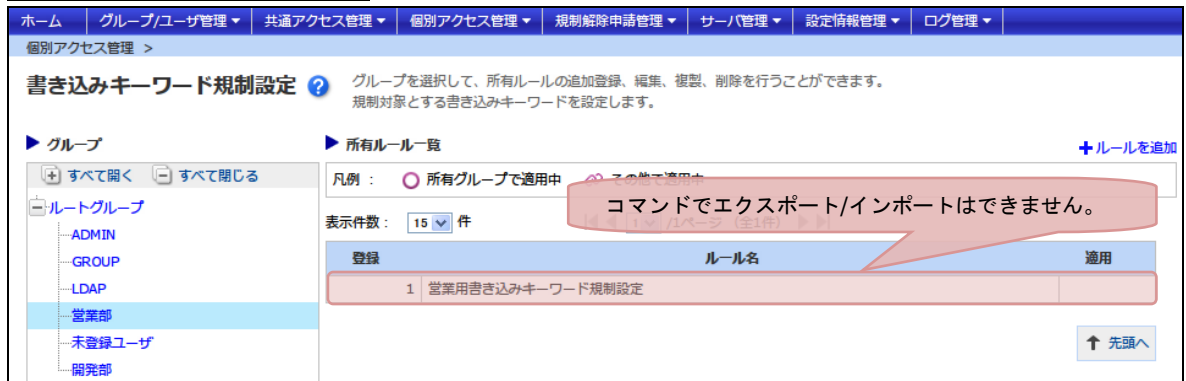 ホーム グループ/ユーザ管理▼ 共通アクセス管理▼ 個別アクセス管理▼ 規制解除申請管理▼ サーバ管理▼ 設定情報管理▼ ログ管理▼
個別アクセス管理 >
書き込みキーワード規制設定 ?
グループを選択して、所有ルールの追加登録、編集、複製、削除を行うことができます。
規制対象とする書き込みキーワードを設定します。
グループ
すべて開く すべて閉じる
ルートグループ
ADMIN
GROUP
LDAP
営業部
未登録ユーザ
開発部
所有ルール一覧
ルールを追加
凡例 : 所有グループで適用中 その他で適用中
コマンドでエクスポート/インポートはできません。
表示件数: 15 件 1 /1ページ (全1件)
登録 ルール名 適用
1 営業用書き込みキーワード規制設定
先頭へ